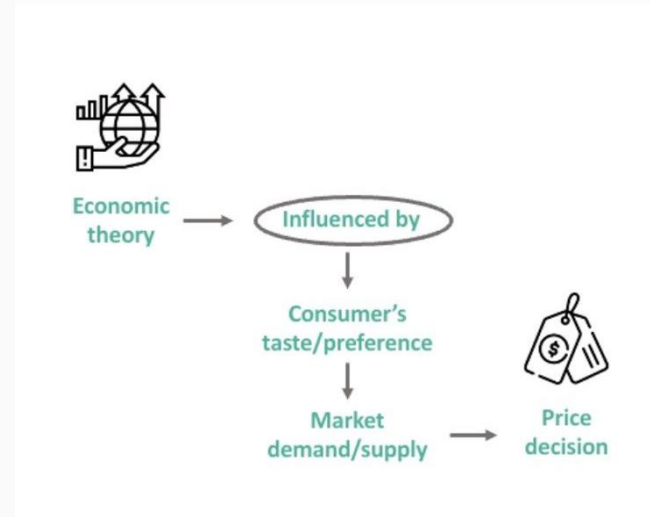 Economic
theory
Influenced by
Consumer's
taste/preference
Market
demand/supply
$
Price
decision